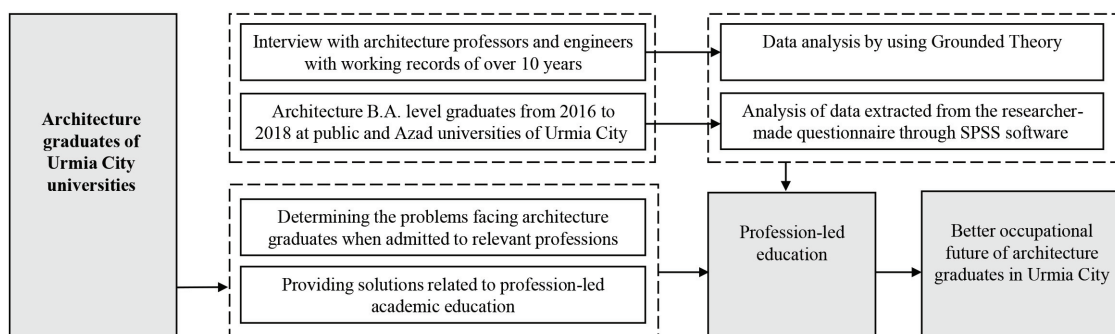 Architecture
graduates of
Urmia City
universities
Interview with architecture professors and engineers
with working records of over 10 years
Data analysis by using Grounded Theory
Architecture B.A. level graduates from 2016 to
2018 at public and Azad universities of Urmia City
Analysis of data extracted from the researcher-
made questionnaire through SPSS software
Determining the problems facing architecture
graduates when admitted to relevant professions
Providing solutions related to profession-led
academic education
Profession-led
education
Better occupational
future of architecture
graduates in Urmia City